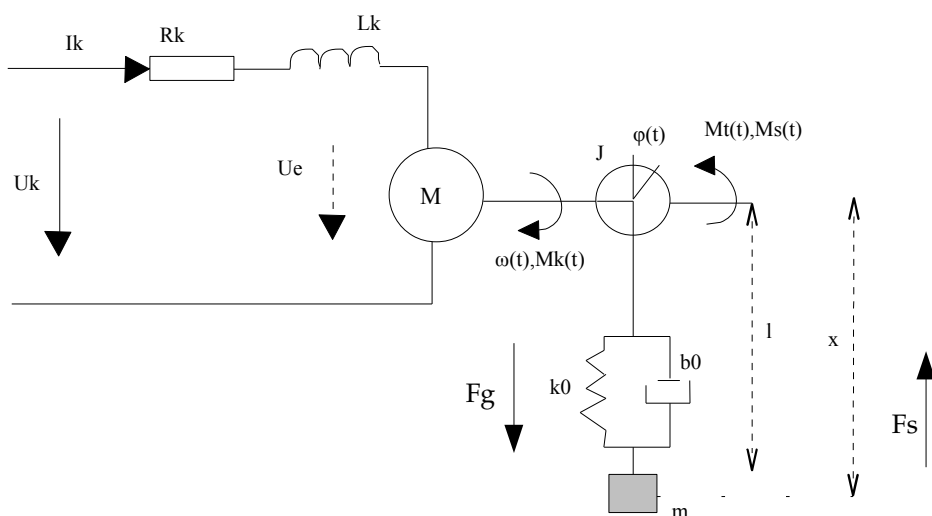 Ik
Rk
Lk
Uk
Ue
M
J
φ(t)
Mt(t),Ms(t)
ω(t),Mk(t)
l
x
Fg
k0
b0
Fs
m